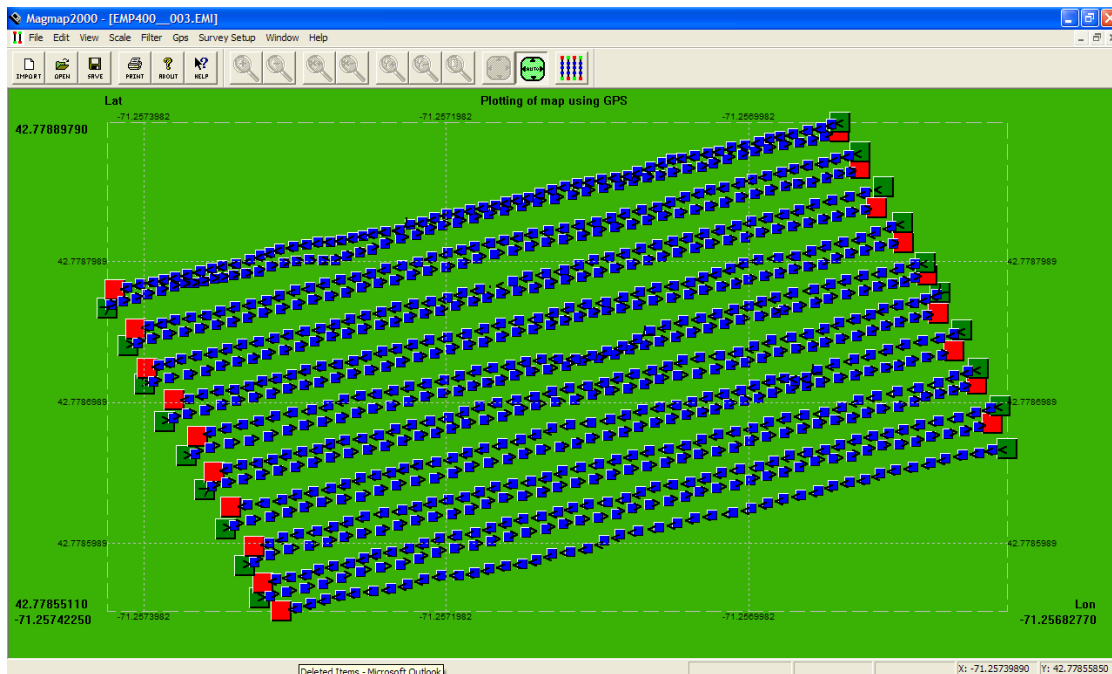 Magmap2000 - [EMP400__003.EMI]
File Edit View Scale Filter Gps Survey Setup Window Help
IMPORT OPEN SAVE PRINT ABOUT HELP AUTO
Lat Plotting of map using GPS
42.77889790 -71.2573982 -71.2571982 -71.2569982
42.7787989 42.7787989
42.7786989 42.7786989
42.7785989 42.7785989
42.77855110 Lon
-71.25742250 -71.2573982 -71.2571982 -71.2569982 -71.25682770
Deleted Items - Microsoft Outlook X: -71.25739890 Y: 42.77855850